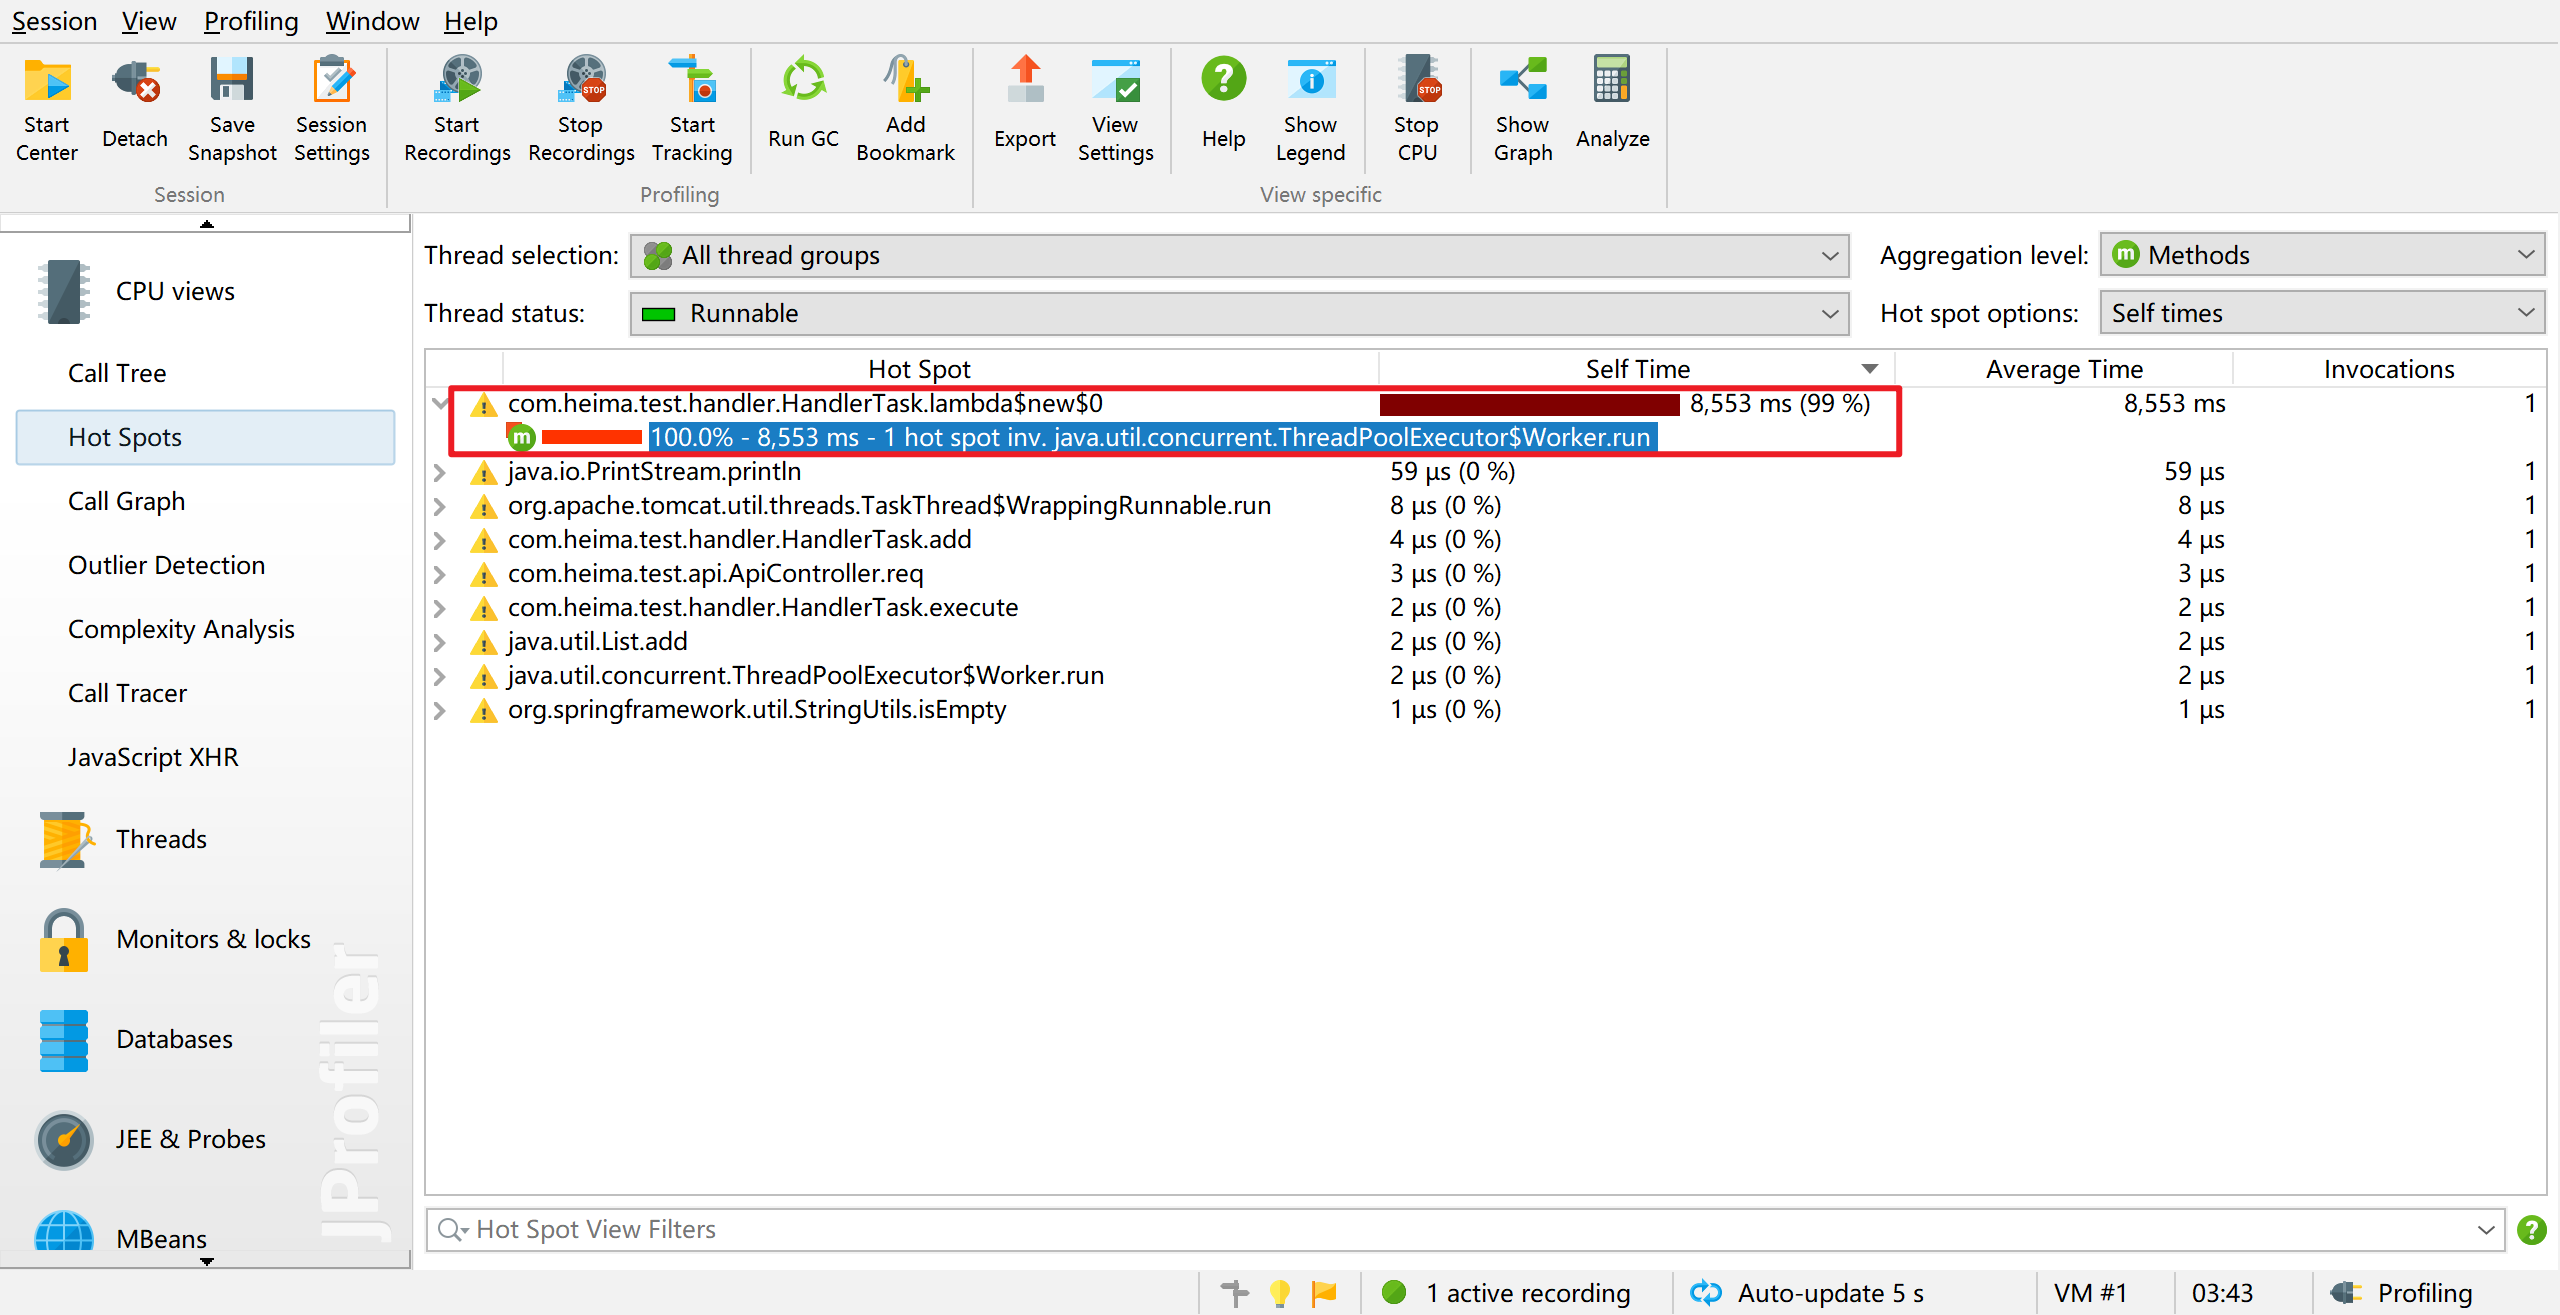 Session View Profiling Window Help
Start Center
Detach
Save Snapshot
Session Settings
Start Recordings
Stop Recordings
Start Tracking
Run GC
Add Bookmark
Export
View Settings
Help
Show Legend
Stop CPU
Show Graph
Analyze
STOP
STOP
Session
Profiling
View specific
CPU views
Call Tree
Hot Spots
Call Graph
Outlier Detection
Complexity Analysis
Call Tracer
JavaScript XHR
Threads
Monitors & locks
Databases
JEE & Probes
MBeans
JProfiler
Thread selection: All thread groups
Aggregation level: m Methods
Thread status: Runnable
Hot spot options: Self times
Hot Spot Self Time Average Time Invocations
com.heima.test.handler.HandlerTask.lambda$new$0 8,553 ms (99 %) 8,553 ms 1
m 100.0% - 8,553 ms - 1 hot spot inv. java.util.concurrent.ThreadPoolExecutor$Worker.run
java.io.PrintStream.println 59 µs (0 %) 59 µs 1
org.apache.tomcat.util.threads.TaskThread$WrappingRunnable.run 8 µs (0 %) 8 µs 1
com.heima.test.handler.HandlerTask.add 4 µs (0 %) 4 µs 1
com.heima.test.api.ApiController.req 3 µs (0 %) 3 µs 1
com.heima.test.handler.HandlerTask.execute 2 µs (0 %) 2 µs 1
java.util.List.add 2 µs (0 %) 2 µs 1
java.util.concurrent.ThreadPoolExecutor$Worker.run 2 µs (0 %) 2 µs 1
org.springframework.util.StringUtils.isEmpty 1 µs (0 %) 1 µs 1
Hot Spot View Filters
1 active recording Auto-update 5 s VM #1 03:43 Profiling